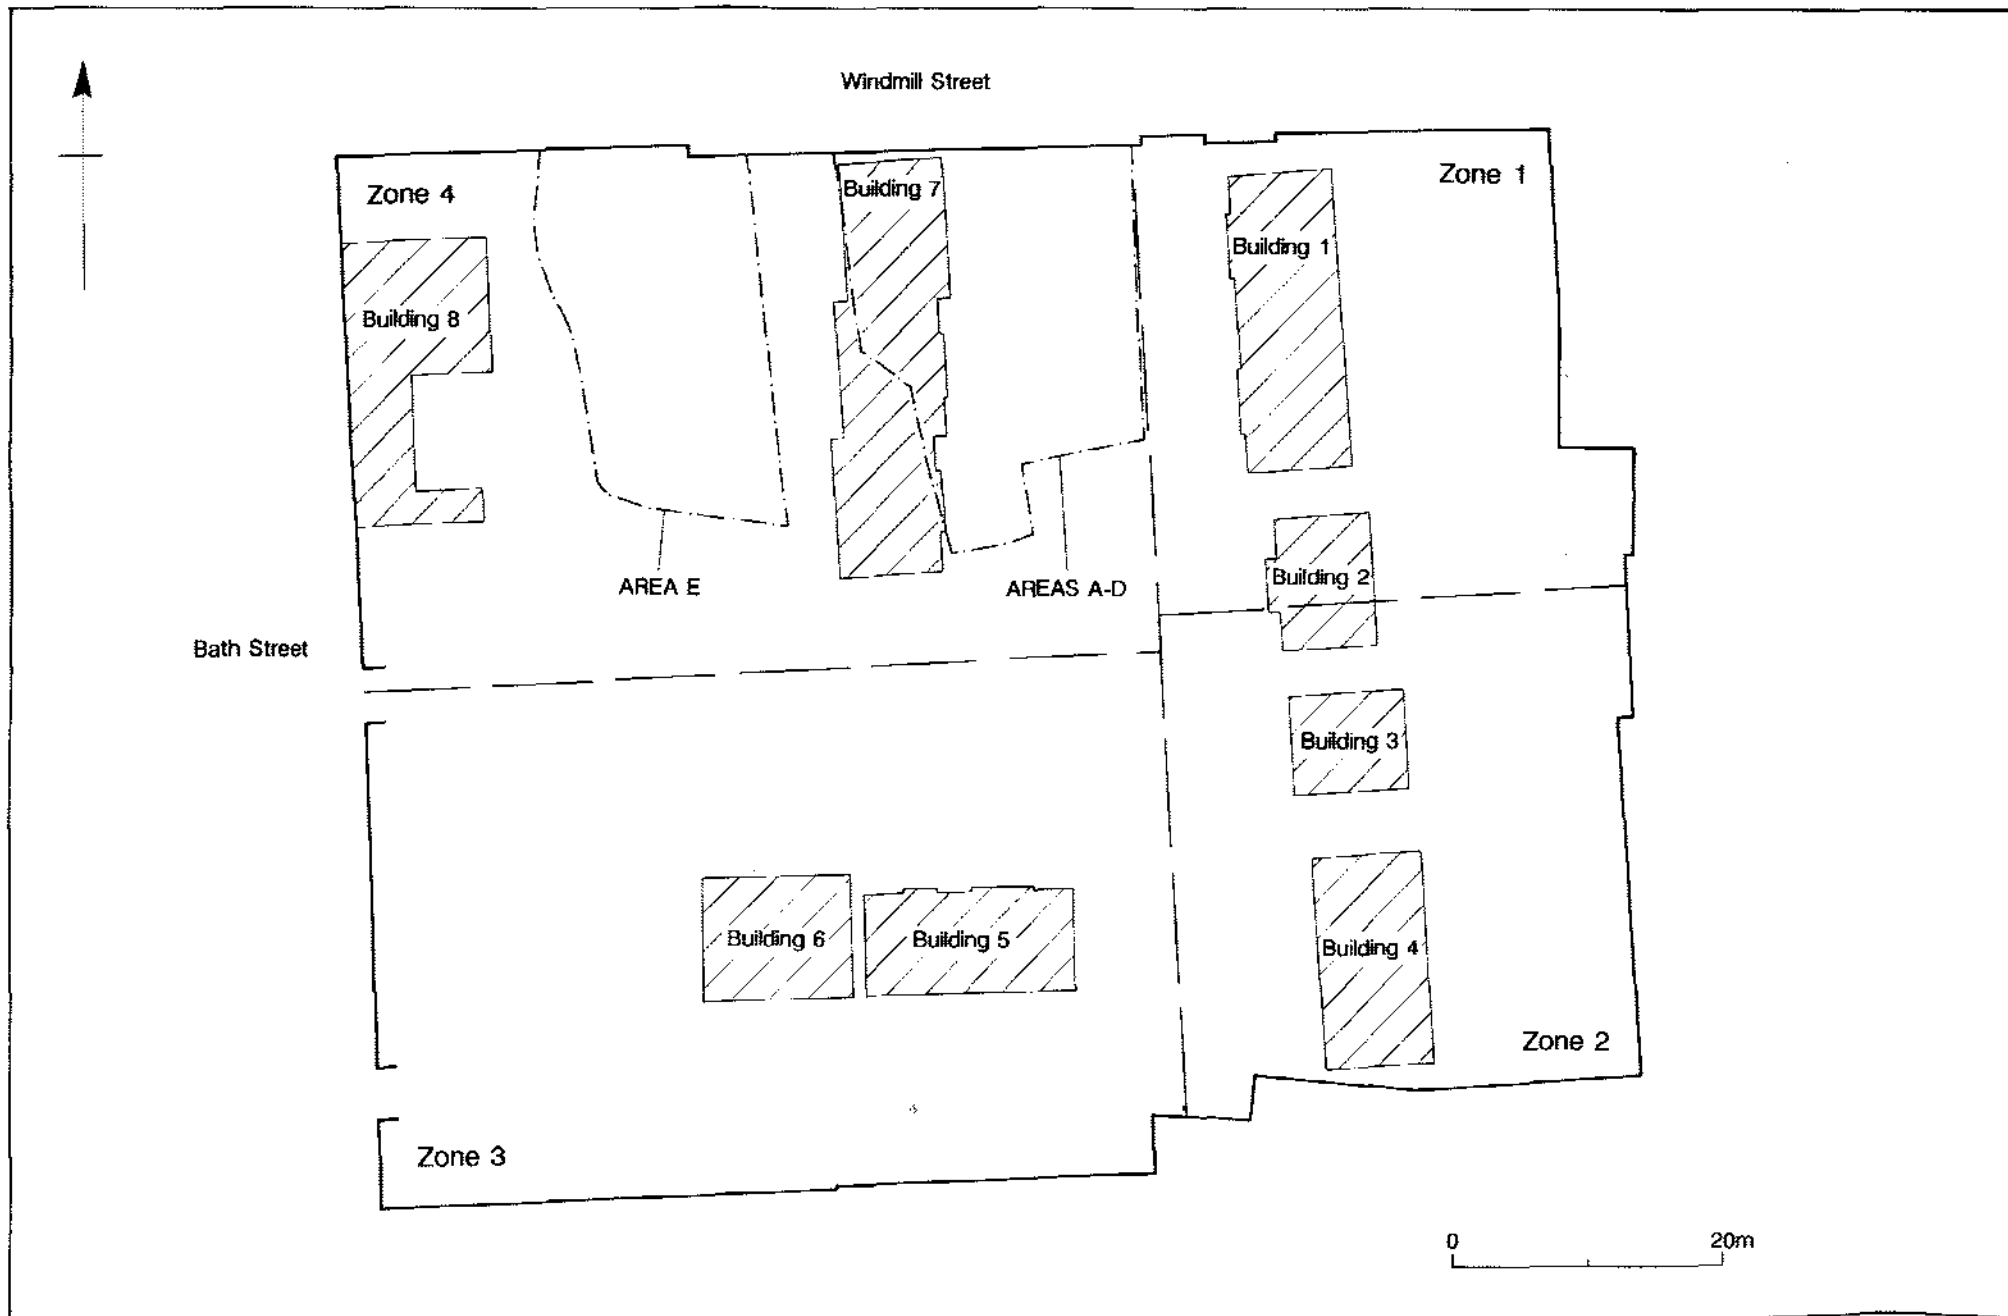 Windmill Street
Zone 4
Zone 1
Building 7
Building 1
Building 8
Building 2
AREA E
AREAS A-D
Bath Street
Building 3
Building 6
Building 5
Building 4
Zone 2
Zone 3
0
20m